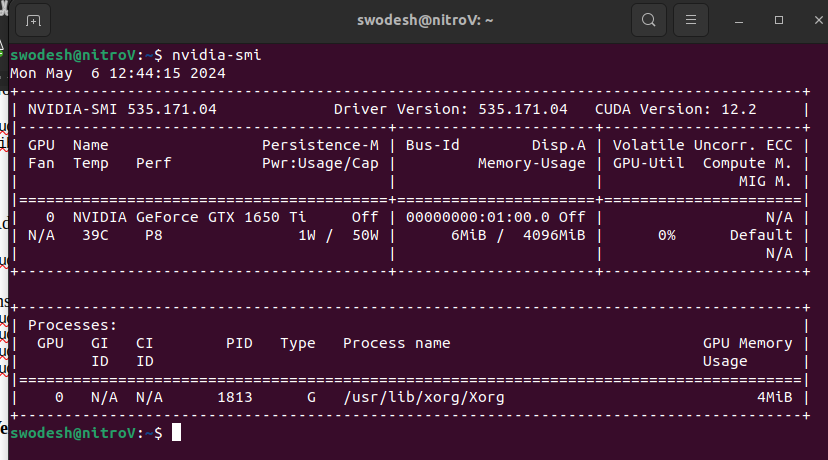 swodesh@nitroV: ~
swodesh@nitroV:~$ nvidia-smi
Mon May  6 12:44:15 2024
+-----------------------------------------------------------------------------+
| NVIDIA-SMI 535.171.04             Driver Version: 535.171.04   CUDA Version: 12.2     |
|-----------------------------------------+----------------------+----------------------+
| GPU  Name                 Persistence-M | Bus-Id        Disp.A | Volatile Uncorr. ECC |
| Fan  Temp   Perf          Pwr:Usage/Cap |         Memory-Usage | GPU-Util  Compute M. |
|                                         |                      |               MIG M. |
|=========================================+======================+======================|
|   0  NVIDIA GeForce GTX 1650 Ti     Off | 00000000:01:00.0 Off |                  N/A |
| N/A   39C    P8               1W /  50W |      6MiB /  4096MiB |      0%      Default |
|                                         |                      |                  N/A |
+-----------------------------------------+----------------------+----------------------+
+---------------------------------------------------------------------------------------+
| Processes:                                                                            |
|  GPU   GI   CI        PID   Type   Process name                            GPU Memory |
|        ID   ID                                                             Usage      |
|=======================================================================================|
|    0   N/A  N/A      1813      G   /usr/lib/xorg/Xorg                            4MiB |
+---------------------------------------------------------------------------------------+
swodesh@nitroV:~$